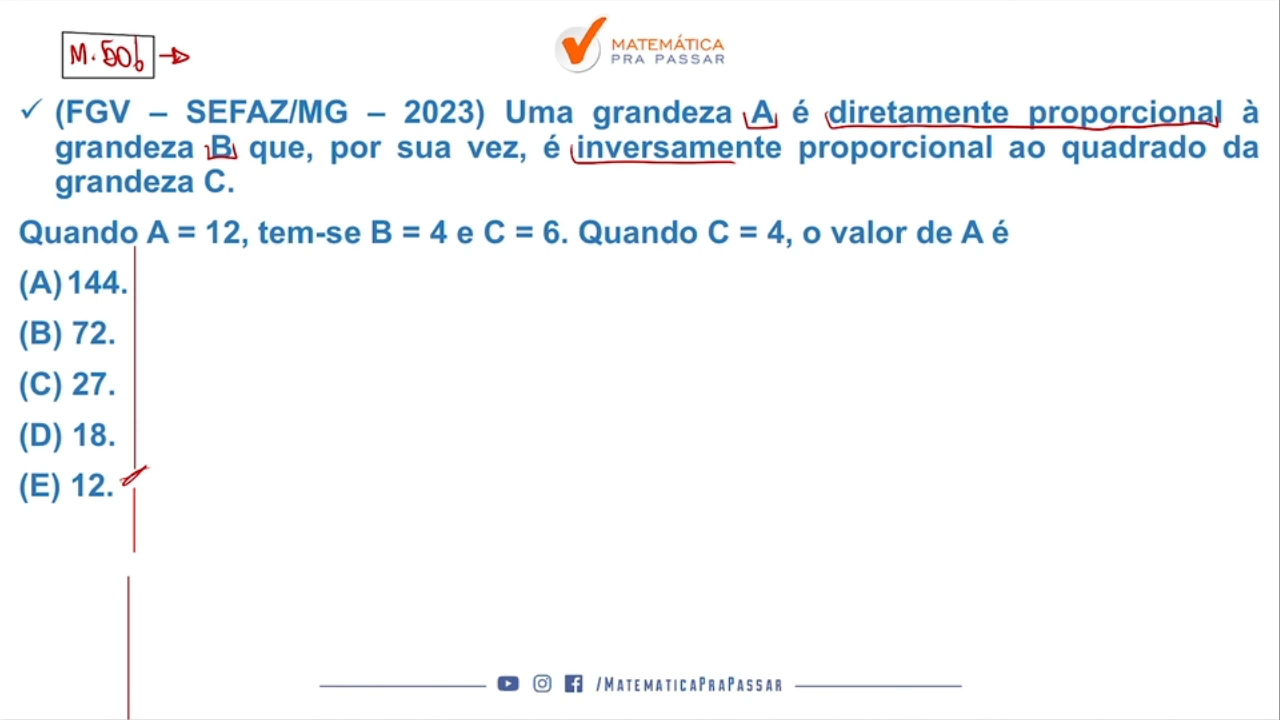 M.50b
MATEMÁTICA
PRA PASSAR
✓ (FGV – SEFAZ/MG – 2023) Uma grandeza A é diretamente proporcional à
grandeza B que, por sua vez, é inversamente proporcional ao quadrado da
grandeza C.
Quando A = 12, tem-se B = 4 e C = 6. Quando C = 4, o valor de A é
(A) 144.
(B) 72.
(C) 27.
(D) 18.
(E) 12.
/MATEMATICAPRAPASSAR